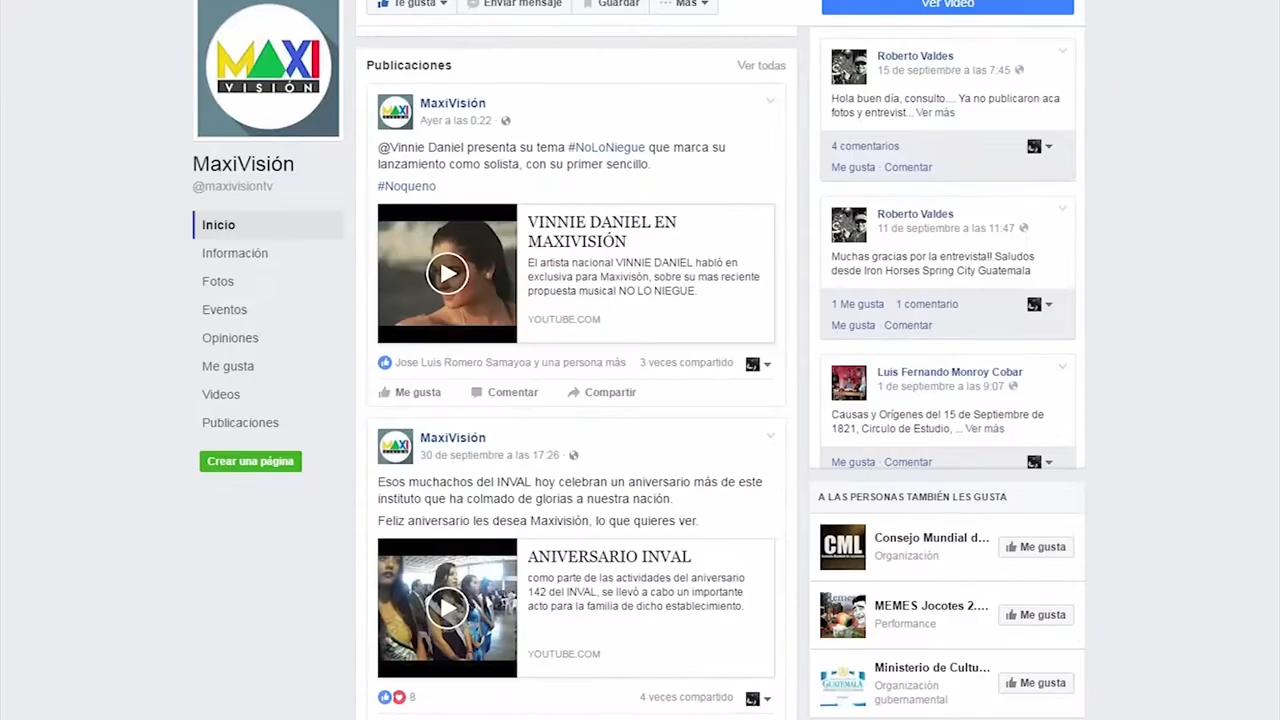 Te gusta
Enviar mensaje
Guardar
Más
Ver video
MAXI
VISIÓN
MaxiVisión
@maxivisiontv
Inicio
Información
Fotos
Eventos
Opiniones
Me gusta
Videos
Publicaciones
Crear una página
Publicaciones
Ver todas
MaxiVisión
Ayer a las 0:22 ·
@Vinnie Daniel presenta su tema #NoLoNiegue que marca su
lanzamiento como solista, con su primer sencillo.
#Noqueno
VINNIE DANIEL EN
MAXIVISIÓN
El artista nacional VINNIE DANIEL habló en
exclusiva para Maxivisòn, sobre su mas reciente
propuesta musical NO LO NIEGUE.
YOUTUBE.COM
Jose Luis Romero Samayoa y una persona más
3 veces compartido
Me gusta
Comentar
Compartir
MaxiVisión
30 de septiembre a las 17:26 ·
Esos muchachos del INVAL hoy celebran un aniversario más de este
instituto que ha colmado de glorias a nuestra nación.
Feliz aniversario les desea Maxivisión, lo que quieres ver.
ANIVERSARIO INVAL
como parte de las actividades del aniversario
142 del INVAL, se llevó a cabo un importante
acto para la familia de dicho establecimiento.
YOUTUBE.COM
8
4 veces compartido
Roberto Valdes
15 de septiembre a las 7:45
Hola buen día, consulto.... Ya no publicaron aca
fotos y entrevist... Ver más
4 comentarios
Me gusta · Comentar
Roberto Valdes
11 de septiembre a las 11:47
Muchas gracias por la entrevista!! Saludos
desde Iron Horses Spring City Guatemala
1 Me gusta 1 comentario
Me gusta · Comentar
Luis Fernando Monroy Cobar
1 de septiembre a las 9:07
Causas y Orígenes del 15 de Septiembre de
1821, Circulo de Estudio, ... Ver más
Me gusta · Comentar
A LAS PERSONAS TAMBIÉN LES GUSTA
CML
Consejo Mundial d...
Organización
Me gusta
MEMES Jocotes 2....
Performance
Me gusta
GUATEMALA
Ministerio de Cultu...
Organización
gubernamental
Me gusta